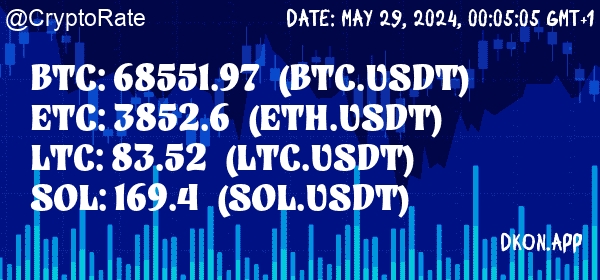 @CryptoRate
DATE: MAY 29, 2024, 00:05:05 GMT+1
BTC: 68551.97 (BTC.USDT)
ETC: 3852.6 (ETH.USDT)
LTC: 83.52 (LTC.USDT)
SOL: 169.4 (SOL.USDT)
DKON.APP